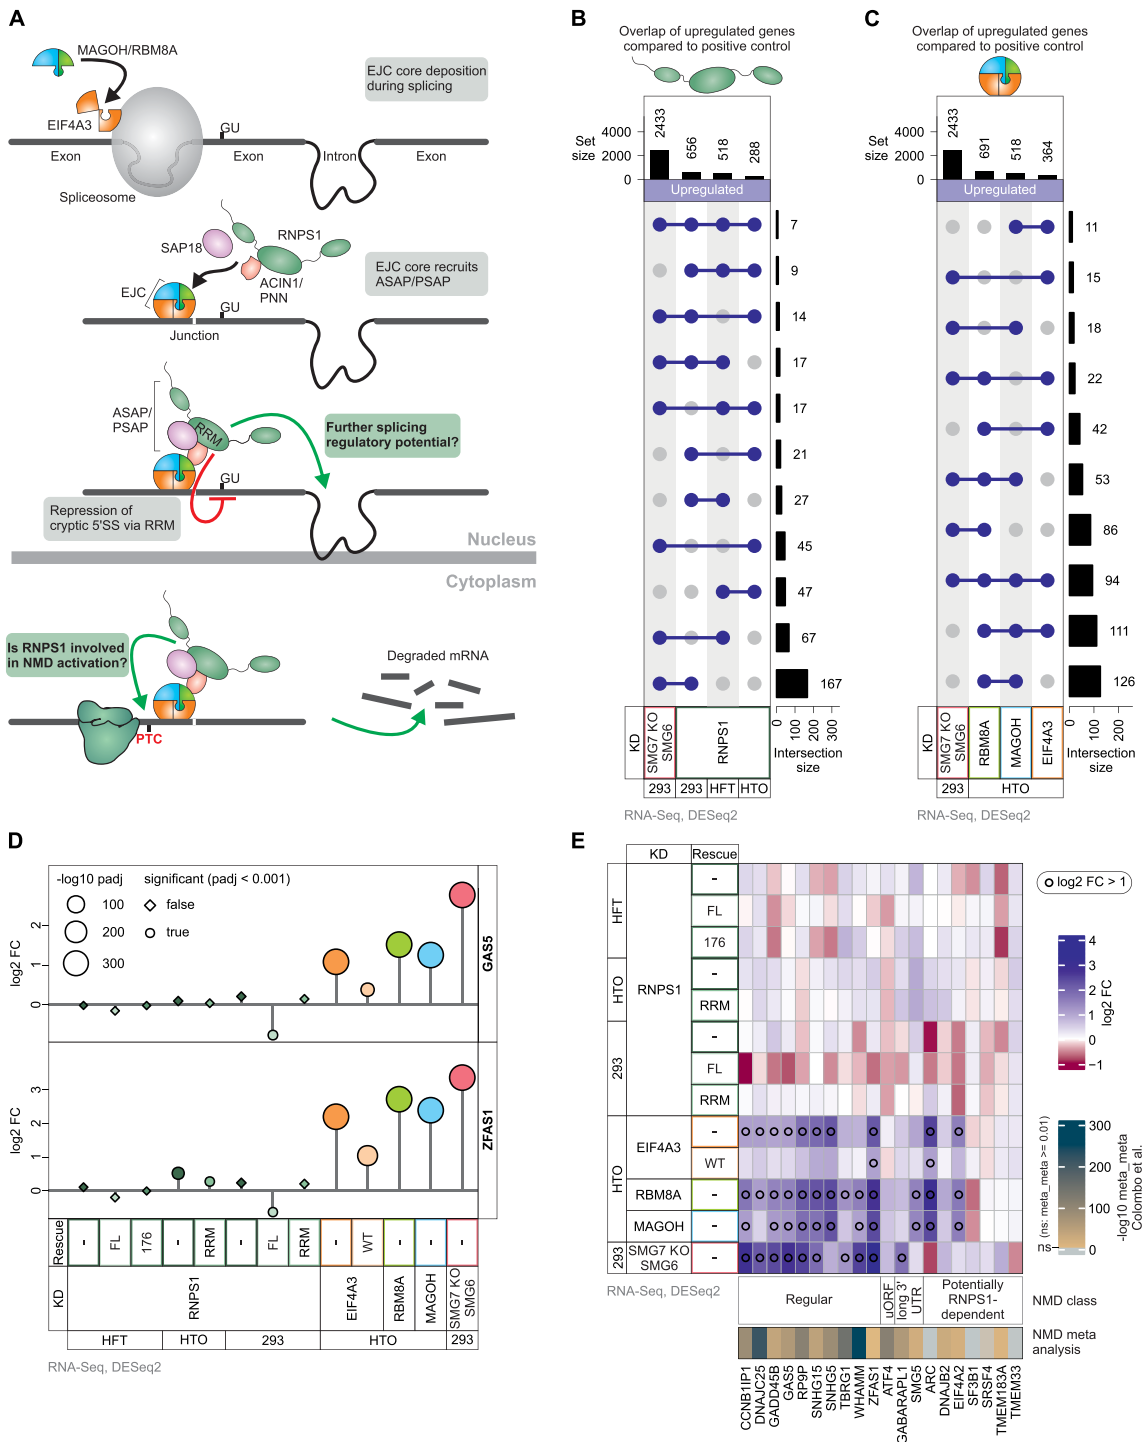 A
MAGOH/RBM8A
EJC core deposition
during splicing
EIF4A3
GU
Exon
Exon
Intron
Exon
Spliceosome
SAP18
RNPS1
EJC core recruits
ASAP/PSAP
EJC
ACIN1/
PNN
GU
Junction
ASAP/
PSAP
RRM
Further splicing
regulatory potential?
GU
Repression of
cryptic 5'SS via RRM
Nucleus
Cytoplasm
Is RNPS1 involved
in NMD activation?
Degraded mRNA
PTC
B
Overlap of upregulated genes
compared to positive control
Set
size
4000
2000
0
2433
656
518
288
Upregulated
7
9
14
17
17
21
27
45
47
67
167
KD
SMG7 KO
SMG6
RNPS1
293
293
HFT
HTO
0
100
200
300
Intersection
size
RNA-Seq, DESeq2
C
Overlap of upregulated genes
compared to positive control
Set
size
4000
2000
0
2433
691
518
364
Upregulated
11
15
18
22
42
53
86
94
111
126
KD
SMG7 KO
SMG6
RBM8A
MAGOH
EIF4A3
293
HTO
0
100
200
Intersection
size
RNA-Seq, DESeq2
D
-log10 padj
100
200
300
significant (padj < 0.001)
false
true
log2 FC
2
1
0
GAS5
log2 FC
3
2
1
0
ZFAS1
Rescue
-
FL
176
-
RRM
-
FL
RRM
-
WT
-
-
-
KD
RNPS1
EIF4A3
RBM8A
MAGOH
SMG7 KO
SMG6
HFT
HTO
293
HTO
293
RNA-Seq, DESeq2
E
KD
Rescue
HFT
HTO
293
HTO
293
RNPS1
EIF4A3
RBM8A
MAGOH
SMG7 KO
SMG6
-
FL
176
-
RRM
-
FL
RRM
-
WT
-
-
-
log2 FC > 1
4
3
2
1
0
-1
log2 FC
300
200
100
0
ns
(ns: meta_meta >= 0.01)
-log10 meta_meta
Colombo et al.
RNA-Seq, DESeq2
Regular
uORF
long 3'
UTR
Potentially
RNPS1-
dependent
NMD class
NMD meta
analysis
CCNB1IP1
DNAJC25
GADD45B
GAS5
RP9P
SNHG15
SNHG5
TBRG1
WHAMM
ZFAS1
ATF4
GABARAPL1
SMG5
ARC
DNAJB2
EIF4A2
SF3B1
SRSF4
TMEM183A
TMEM33